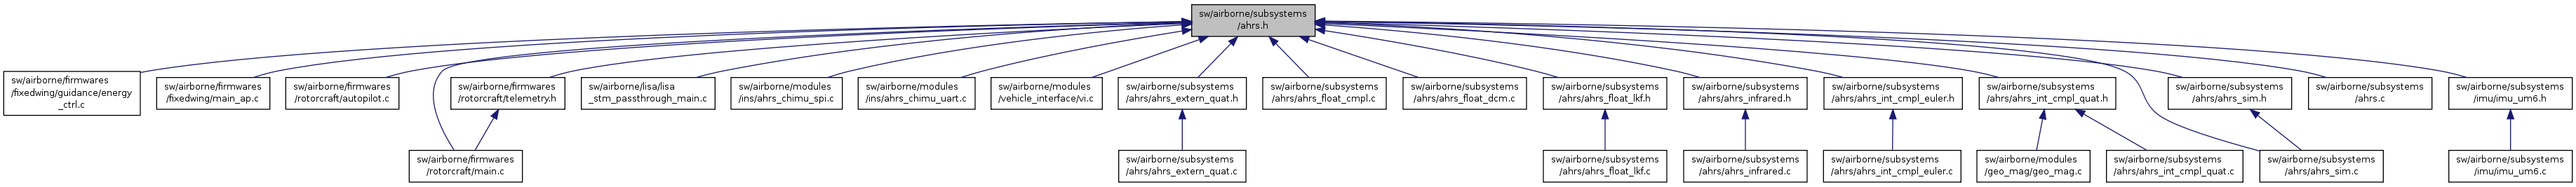 sw/airborne/subsystems
/ahrs.h
sw/airborne/firmwares
/fixedwing/guidance/energy
_ctrl.c
sw/airborne/firmwares
/fixedwing/main_ap.c
sw/airborne/firmwares
/rotorcraft/autopilot.c
sw/airborne/firmwares
/rotorcraft/telemetry.h
sw/airborne/lisa/lisa
_stm_passthrough_main.c
sw/airborne/modules
/ins/ahrs_chimu_spi.c
sw/airborne/modules
/ins/ahrs_chimu_uart.c
sw/airborne/modules
/vehicle_interface/vi.c
sw/airborne/subsystems
/ahrs/ahrs_extern_quat.h
sw/airborne/subsystems
/ahrs/ahrs_float_cmpl.c
sw/airborne/subsystems
/ahrs/ahrs_float_dcm.c
sw/airborne/subsystems
/ahrs/ahrs_float_lkf.h
sw/airborne/subsystems
/ahrs/ahrs_infrared.h
sw/airborne/subsystems
/ahrs/ahrs_int_cmpl_euler.h
sw/airborne/subsystems
/ahrs/ahrs_int_cmpl_quat.h
sw/airborne/subsystems
/ahrs/ahrs_sim.h
sw/airborne/subsystems
/ahrs.c
sw/airborne/subsystems
/imu/imu_um6.h
sw/airborne/firmwares
/rotorcraft/main.c
sw/airborne/subsystems
/ahrs/ahrs_extern_quat.c
sw/airborne/subsystems
/ahrs/ahrs_float_lkf.c
sw/airborne/subsystems
/ahrs/ahrs_infrared.c
sw/airborne/subsystems
/ahrs/ahrs_int_cmpl_euler.c
sw/airborne/modules
/geo_mag/geo_mag.c
sw/airborne/subsystems
/ahrs/ahrs_int_cmpl_quat.c
sw/airborne/subsystems
/ahrs/ahrs_sim.c
sw/airborne/subsystems
/imu/imu_um6.c